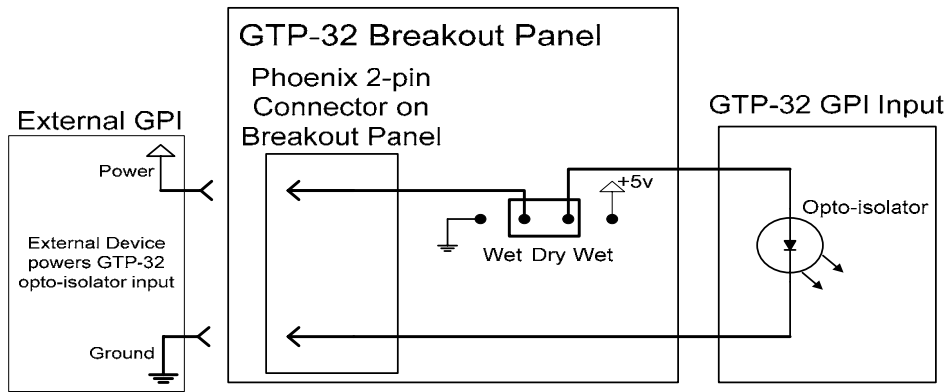 GTP-32 Breakout Panel
Phoenix 2-pin
Connector on
Breakout Panel
External GPI
Power
External Device
powers GTP-32
opto-isolator input
Ground
+5v
Wet Dry Wet
GTP-32 GPI Input
Opto-isolator